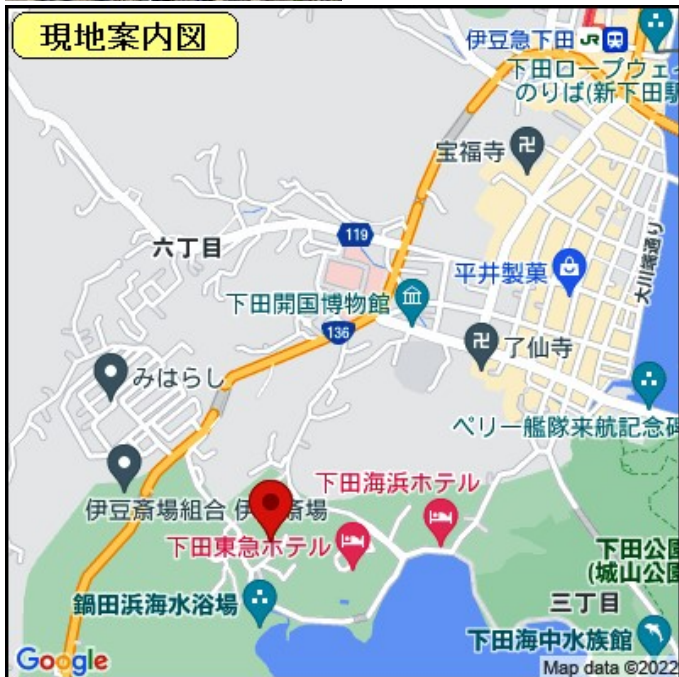 現地案内図
伊豆急下田
JR
下田ロープウェイ
のりば(新下田駅
宝福寺
119
六丁目
大川端通り
平井製菓
下田開国博物館
136
了仙寺
みはらし
ペリー艦隊来航記念碑
下田海浜ホテル
伊豆斎場組合 伊
斎場
下田東急ホテル
下田公園
(城山公園
鍋田浜海水浴場
三丁目
下田海中水族館
Google
Map data ©2022